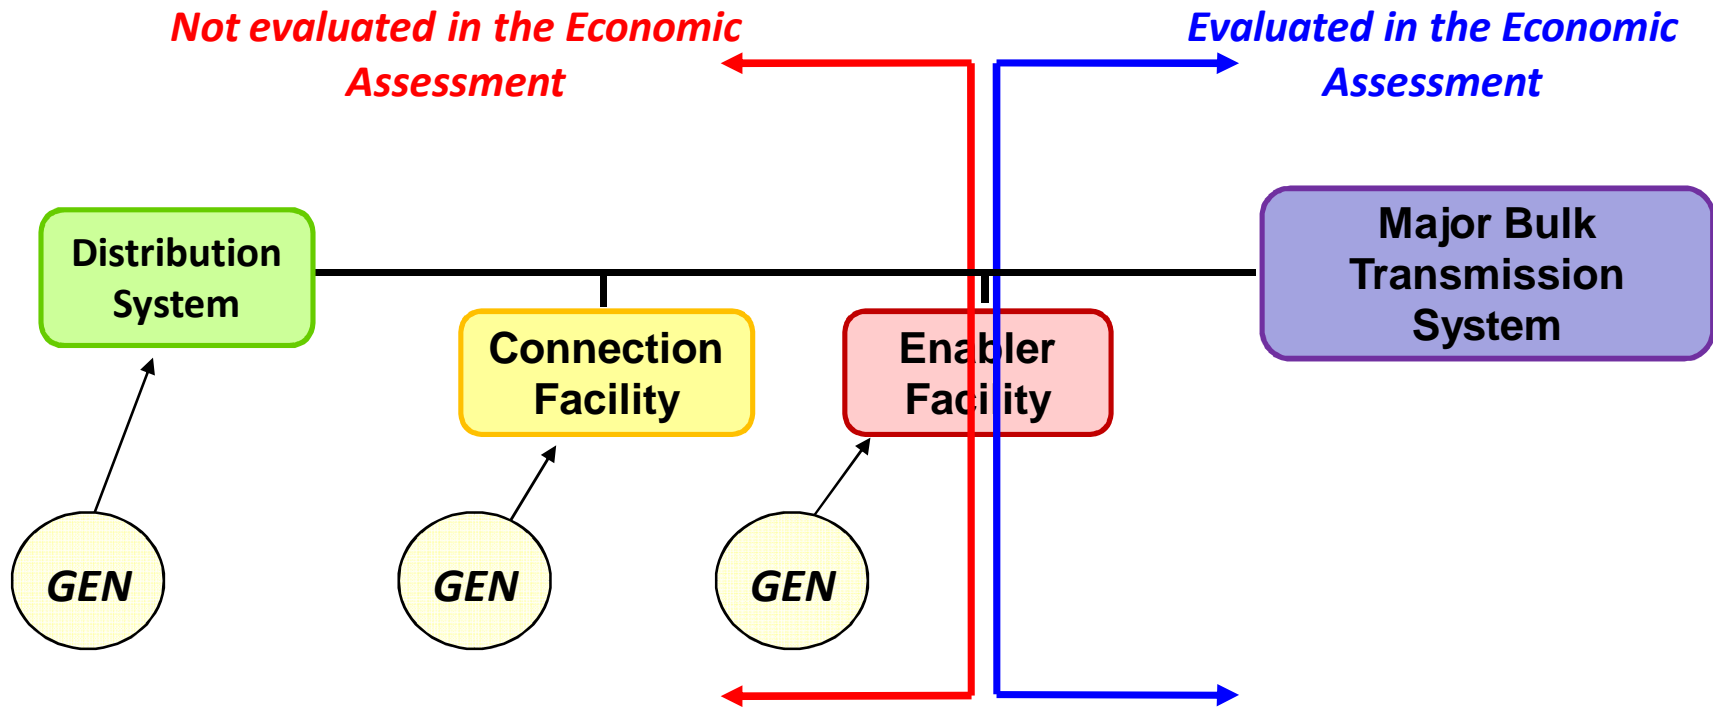 Not evaluated in the Economic
Assessment
Evaluated in the Economic
Assessment
Distribution
System
Major Bulk
Transmission
System
Connection
Facility
Enabler
Facility
GEN
GEN
GEN